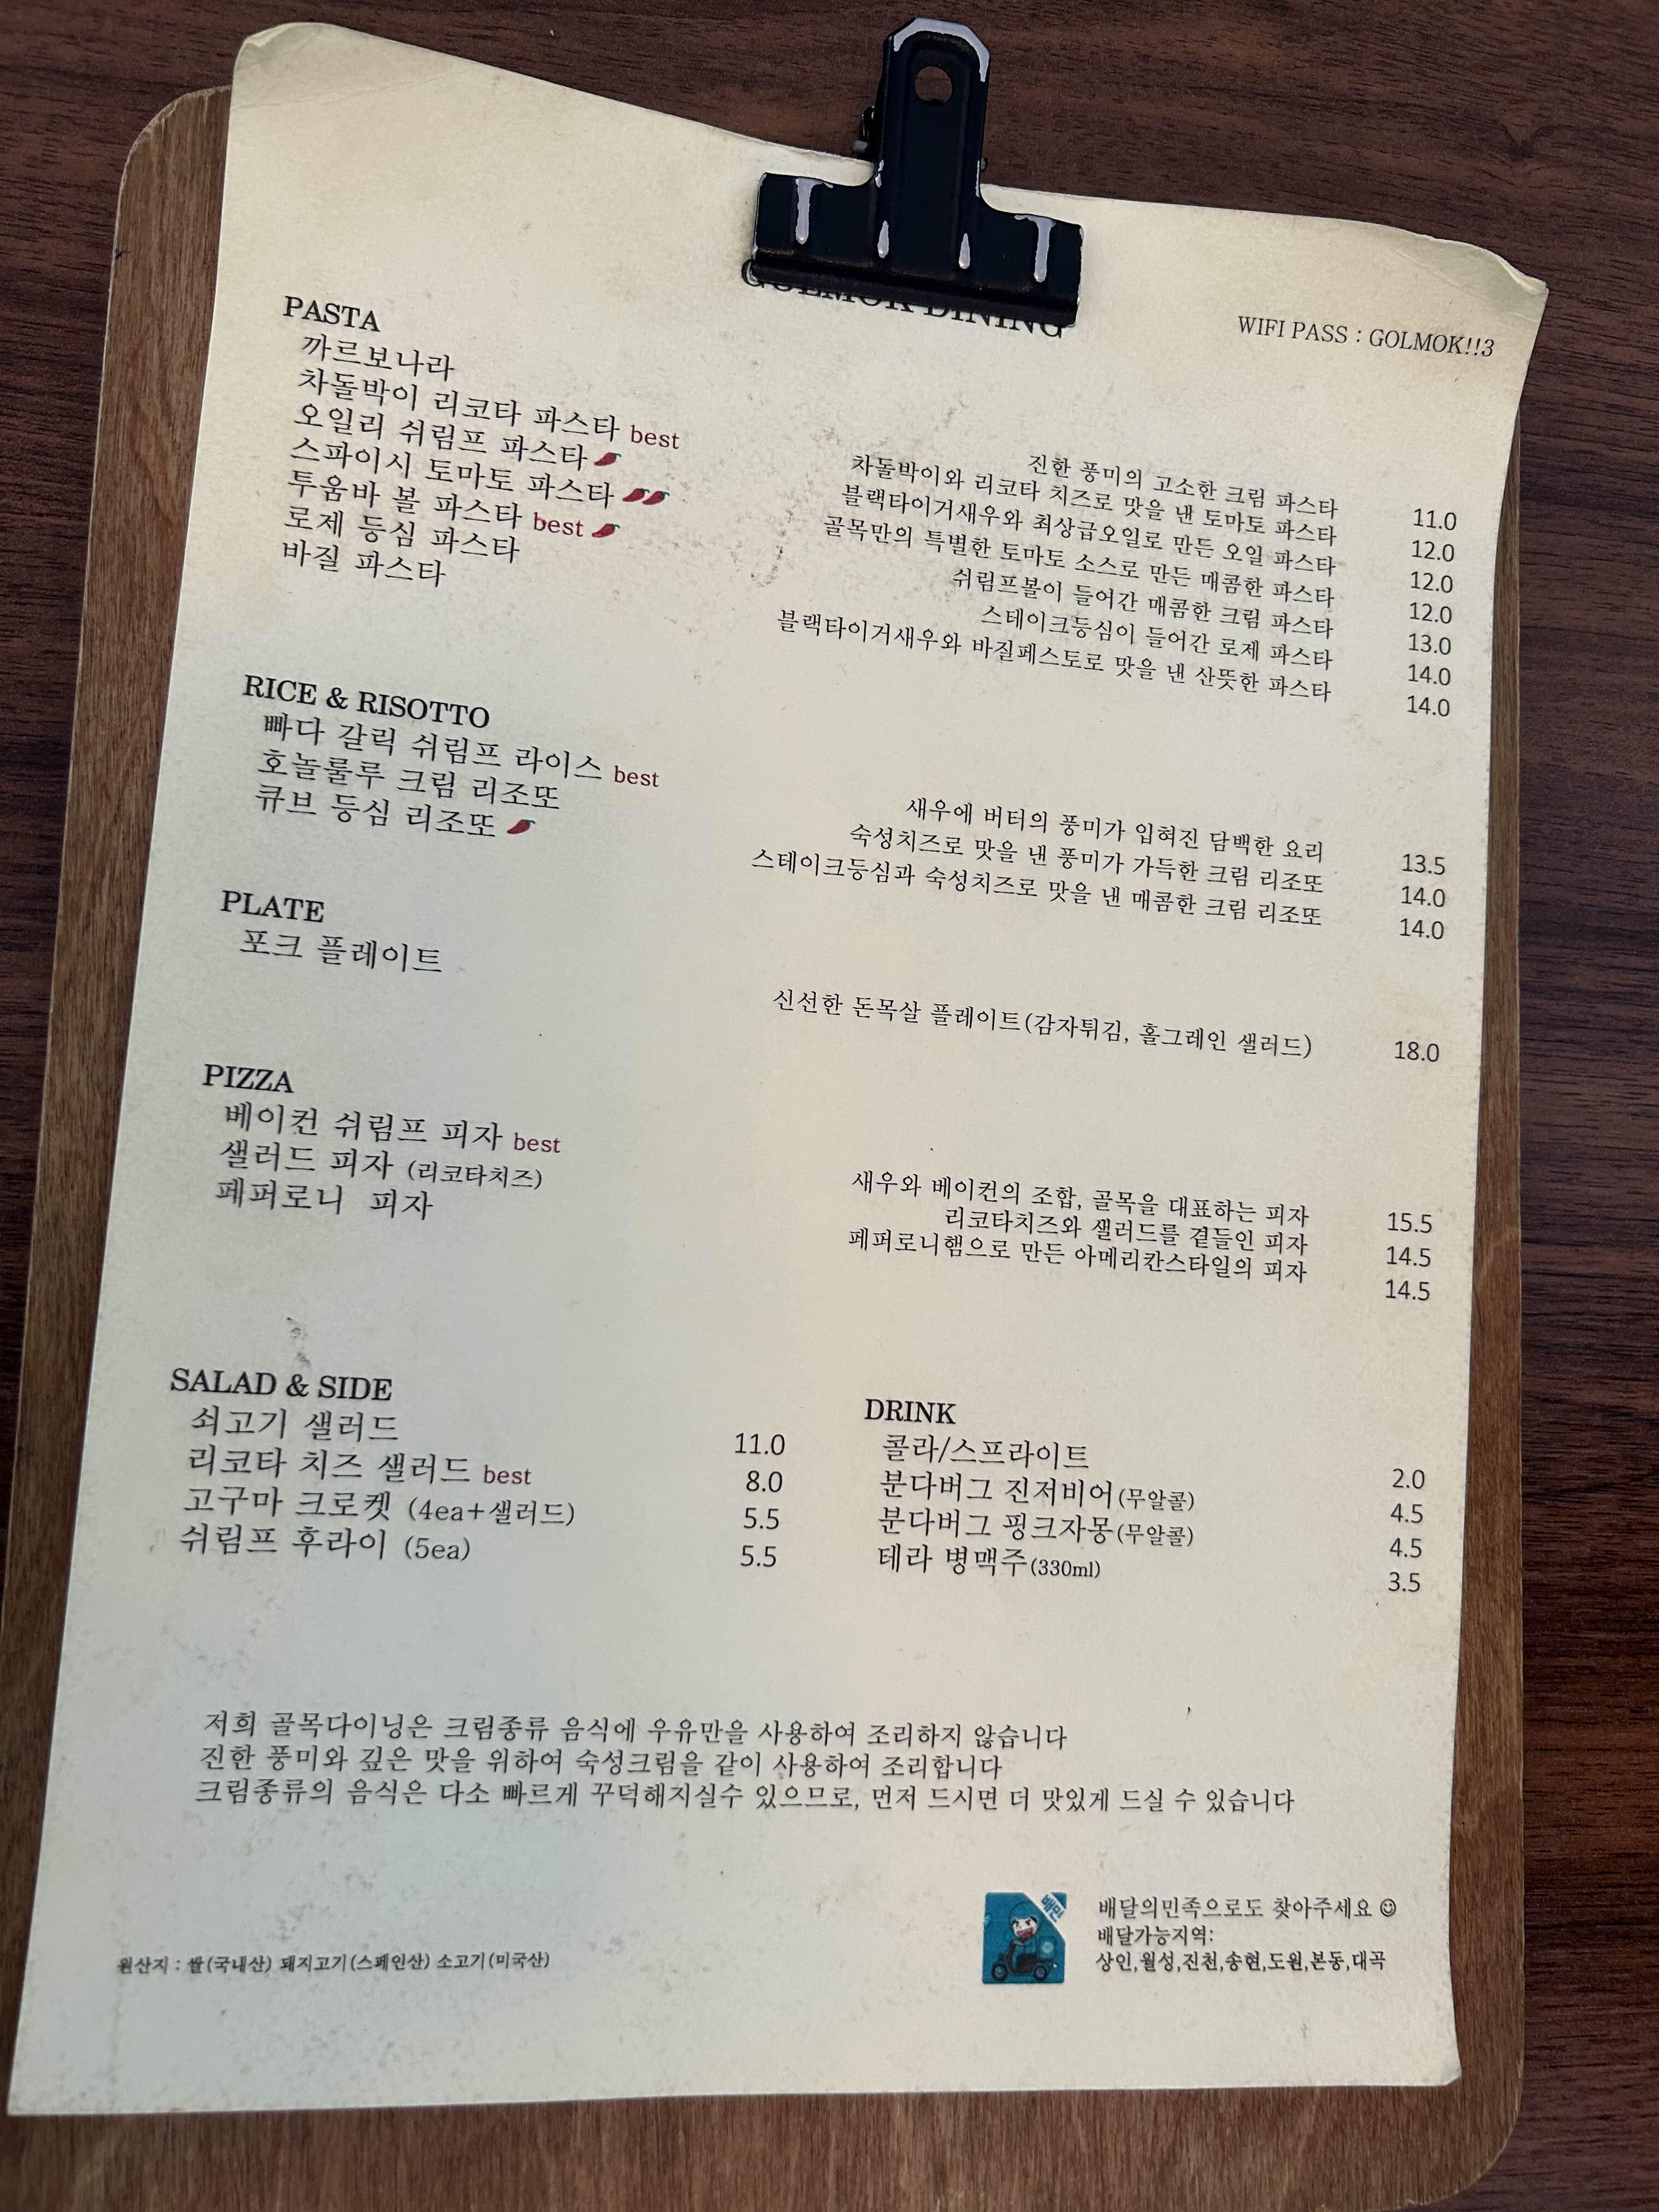 GOLMOK DINING
WIFI PASS : GOLMOK!!3
PASTA
까르보나라
차돌박이 리코타 파스타 best
오일리 쉬림프 파스타
스파이시 토마토 파스타
투움바 볼 파스타 best
로제 등심 파스타
바질 파스타
진한 풍미의 고소한 크림 파스타 11.0
차돌박이와 리코타 치즈로 맛을 낸 토마토 파스타 12.0
블랙타이거새우와 최상급오일로 만든 오일 파스타 12.0
골목만의 특별한 토마토 소스로 만든 매콤한 파스타 12.0
쉬림프볼이 들어간 매콤한 크림 파스타 13.0
스테이크등심이 들어간 로제 파스타 14.0
블랙타이거새우와 바질페스토로 맛을 낸 산뜻한 파스타 14.0
RICE & RISOTTO
빠다 갈릭 쉬림프 라이스 best
호놀룰루 크림 리조또
큐브 등심 리조또
새우에 버터의 풍미가 입혀진 담백한 요리 13.5
숙성치즈로 맛을 낸 풍미가 가득한 크림 리조또 14.0
스테이크등심과 숙성치즈로 맛을 낸 매콤한 크림 리조또 14.0
PLATE
포크 플레이트
신선한 돈목살 플레이트(감자튀김, 홀그레인 샐러드) 18.0
PIZZA
베이컨 쉬림프 피자 best
샐러드 피자 (리코타치즈)
페퍼로니 피자
새우와 베이컨의 조합, 골목을 대표하는 피자 15.5
리코타치즈와 샐러드를 곁들인 피자 14.5
페퍼로니햄으로 만든 아메리칸스타일의 피자 14.5
SALAD & SIDE
쇠고기 샐러드 11.0
리코타 치즈 샐러드 best 8.0
고구마 크로켓 (4ea+샐러드) 5.5
쉬림프 후라이 (5ea) 5.5
DRINK
콜라/스프라이트 2.0
분다버그 진저비어(무알콜) 4.5
분다버그 핑크자몽(무알콜) 4.5
테라 병맥주(330ml) 3.5
저희 골목다이닝은 크림종류 음식에 우유만을 사용하여 조리하지 않습니다
진한 풍미와 깊은 맛을 위하여 숙성크림을 같이 사용하여 조리합니다
크림종류의 음식은 다소 빠르게 꾸덕해지실수 있으므로, 먼저 드시면 더 맛있게 드실 수 있습니다
배민
배달의민족으로도 찾아주세요☺
배달가능지역:
상인,월성,진천,송현,도원,본동,대곡
원산지 : 쌀(국내산) 돼지고기(스페인산) 소고기(미국산)